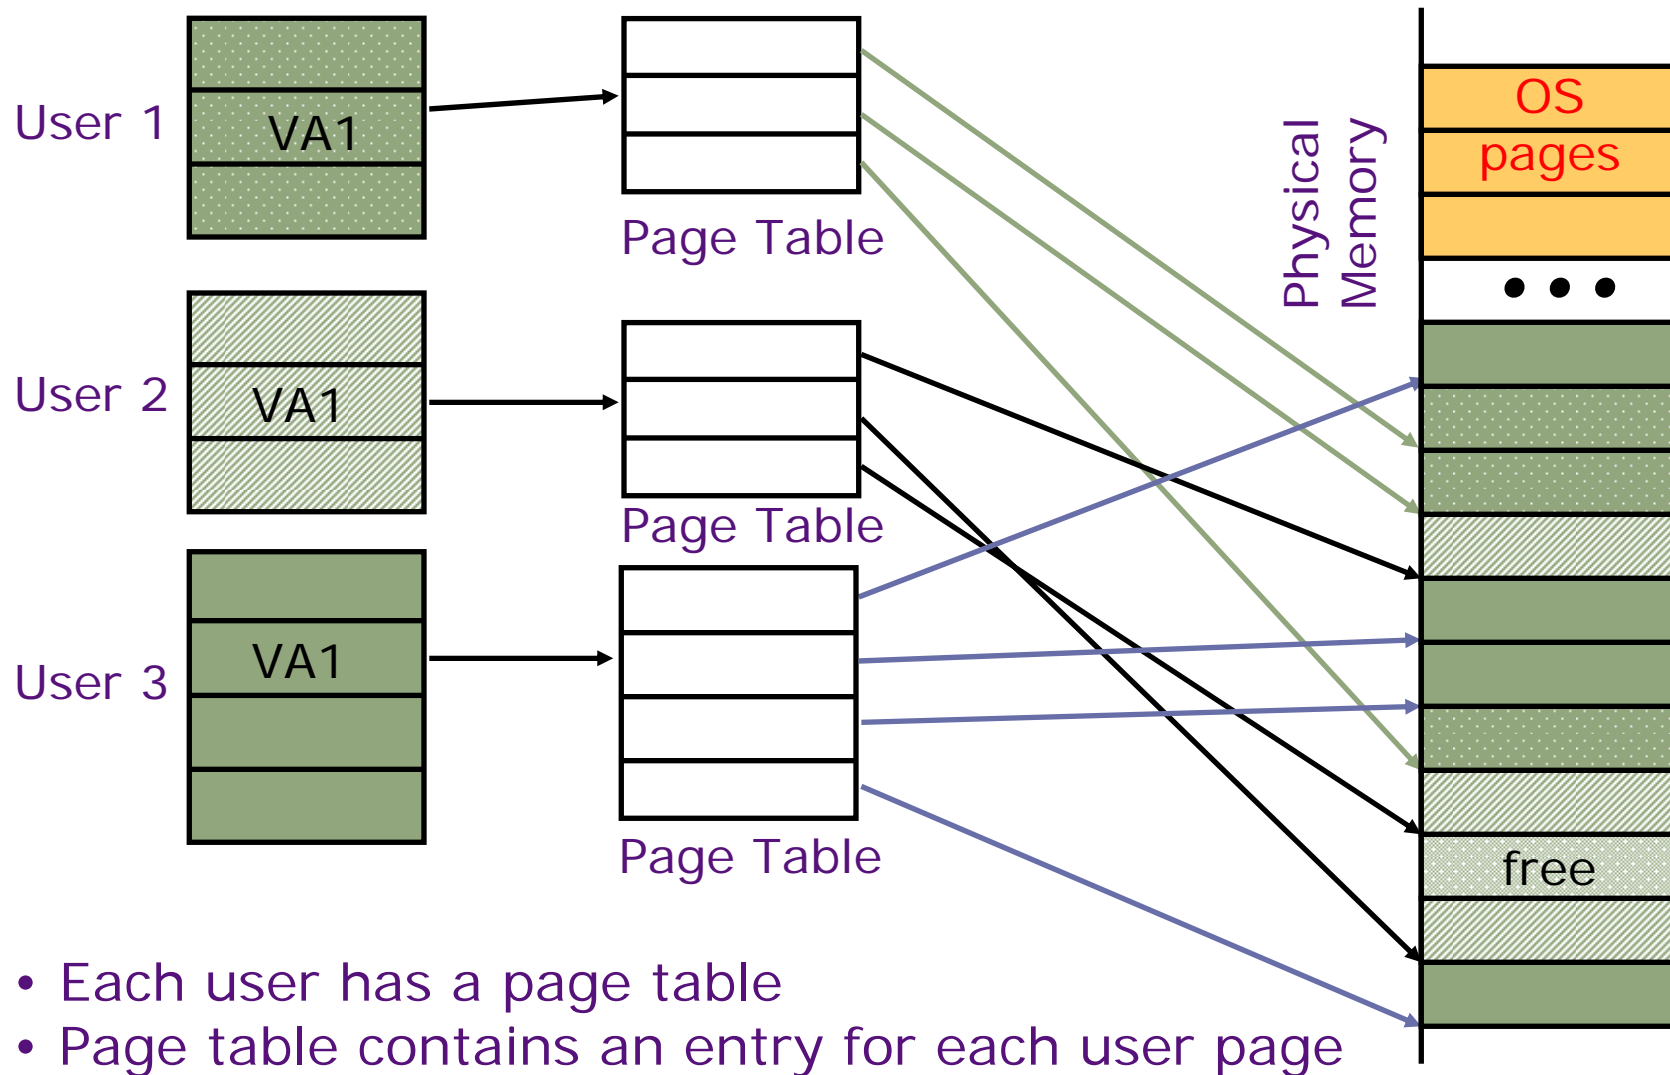 User 1
VA1
Page Table
User 2
VA1
Page Table
User 3
VA1
Page Table
Physical
Memory
OS
pages
• • •
free
• Each user has a page table
• Page table contains an entry for each user page